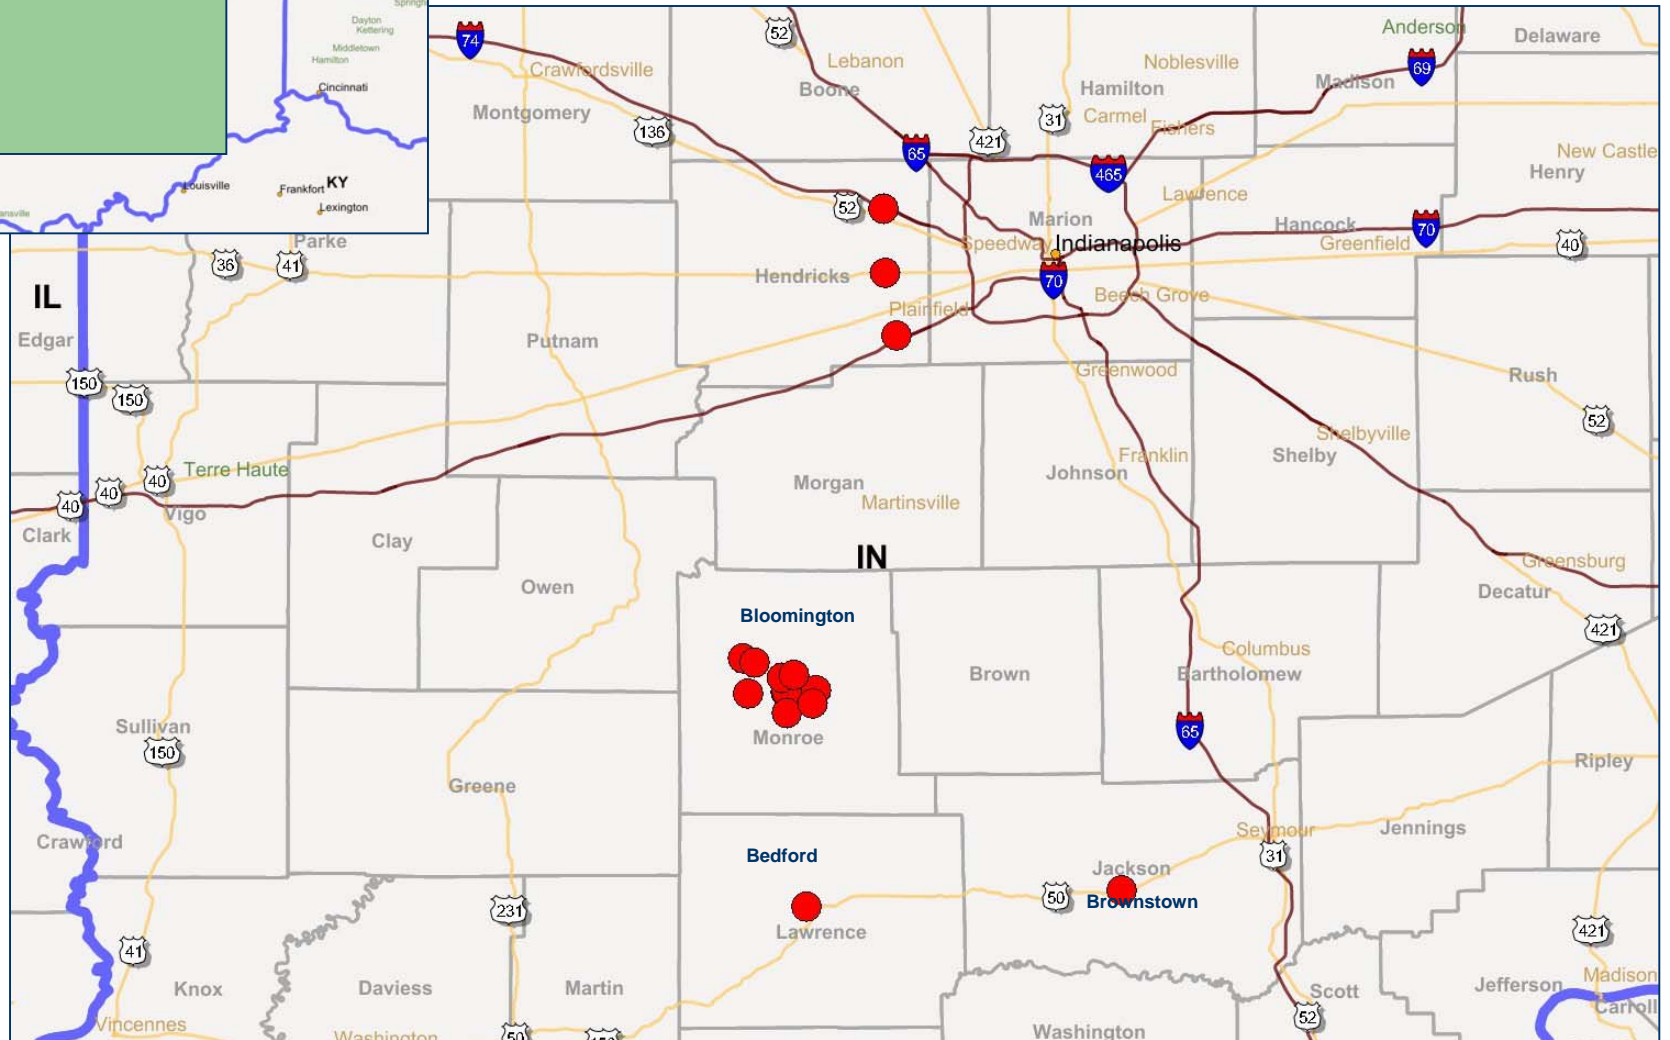 Springh
Dayton
Kettering
Middletown
Hamilton
Cincinnati
Louisville
Frankfort
KY
Lexington
ansville
74
52
Lebanon
Noblesville
Anderson
69
Delaware
Crawfordsville
Boone
Hamilton
Madison
Montgomery
136
31
Carmel
Fishers
65
421
465
New Castle
Henry
52
Lawrence
Marion
Hancock
70
Parke
36
41
Speedway
Indianapolis
Greenfield
40
Hendricks
70
Beech Grove
Plainfield
IL
Edgar
Putnam
Greenwood
Rush
150
150
52
Shelbyville
Shelby
Franklin
Terre Haute
40
40
40
Morgan
Martinsville
Johnson
Clark
Vigo
Clay
IN
Greensburg
Owen
Decatur
Bloomington
421
Columbus
Brown
Bartholomew
Sullivan
150
Monroe
65
Greene
Ripley
Crawford
Seymour
Jennings
Bedford
31
Jackson
50
Brownstown
231
Lawrence
421
41
Knox
Daviess
Martin
Scott
Jefferson
Madison
Carroll
Vincennes
Washington
50
150
Washington
52